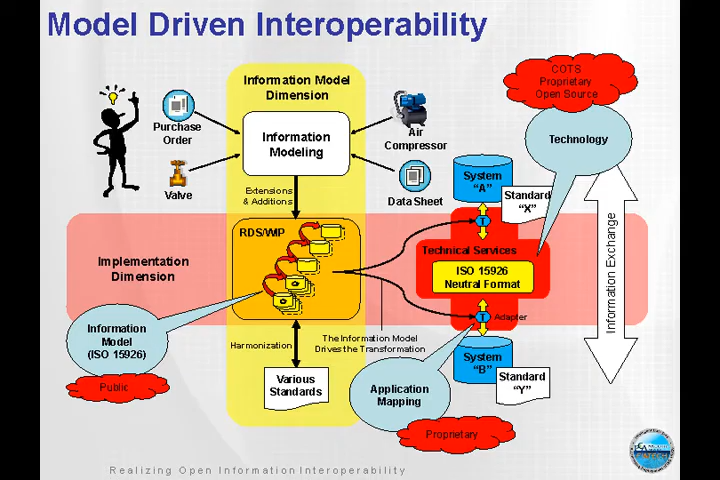 Model Driven Interoperability
Information Model
Dimension
COTS
Proprietary
Open Source
Purchase
Order
Information
Modeling
Air
Compressor
Technology
Valve
Extensions
& Additions
Data Sheet
System
"A"
Standard
"X"
RDS/WIP
T
Technical Services
Implementation
Dimension
ISO 15926
Neutral Format
Information Exchange
T
Adapter
Information
Model
(ISO 15926)
Harmonization
The Information Model
Drives the Transformation
Public
Various
Standards
Application
Mapping
System
"B"
Standard
"Y"
Proprietary
Realizing Open Information Interoperability